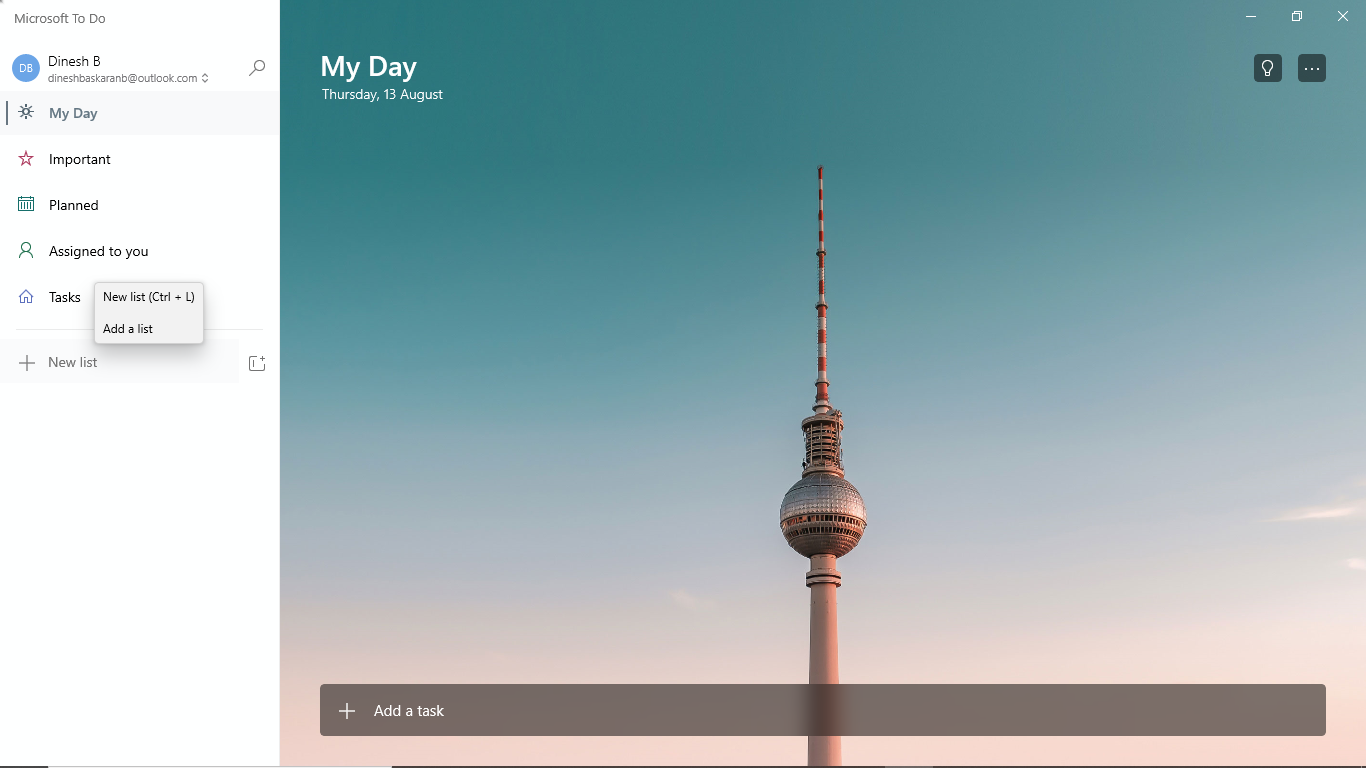 Microsoft To Do
DB
Dinesh B
dineshbaskaranb@outlook.com
My Day
Important
Planned
Assigned to you
Tasks
New list (Ctrl + L)
Add a list
New list
My Day
Thursday, 13 August
Add a task